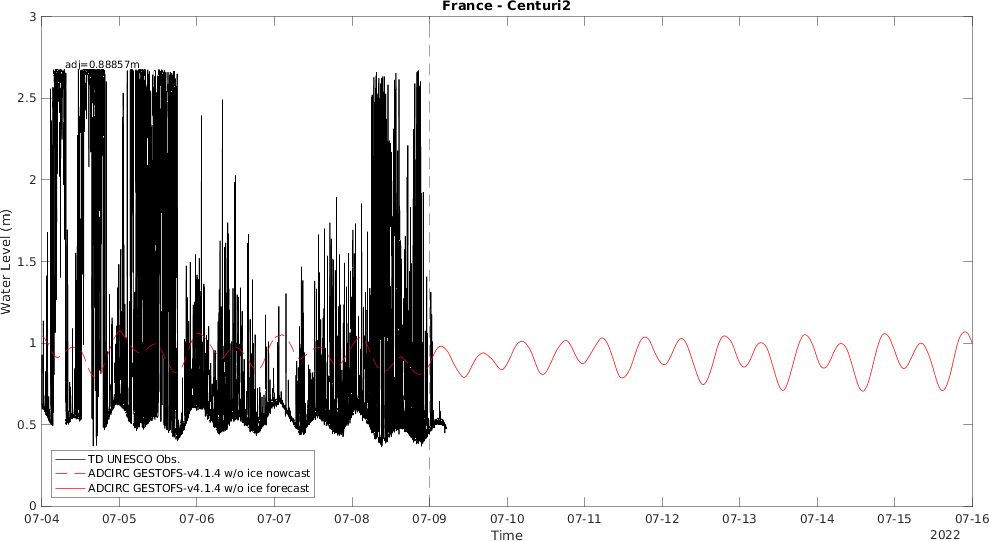 France - Centuri2
adj=0.88857m
Water Level (m)
3
2.5
2
1.5
1
0.5
0
TD UNESCO Obs.
ADCIRC GESTOFS-v4.1.4 w/o ice nowcast
ADCIRC GESTOFS-v4.1.4 w/o ice forecast
07-04 07-05 07-06 07-07 07-08 07-09 07-10 07-11 07-12 07-13 07-14 07-15 07-16
Time
2022